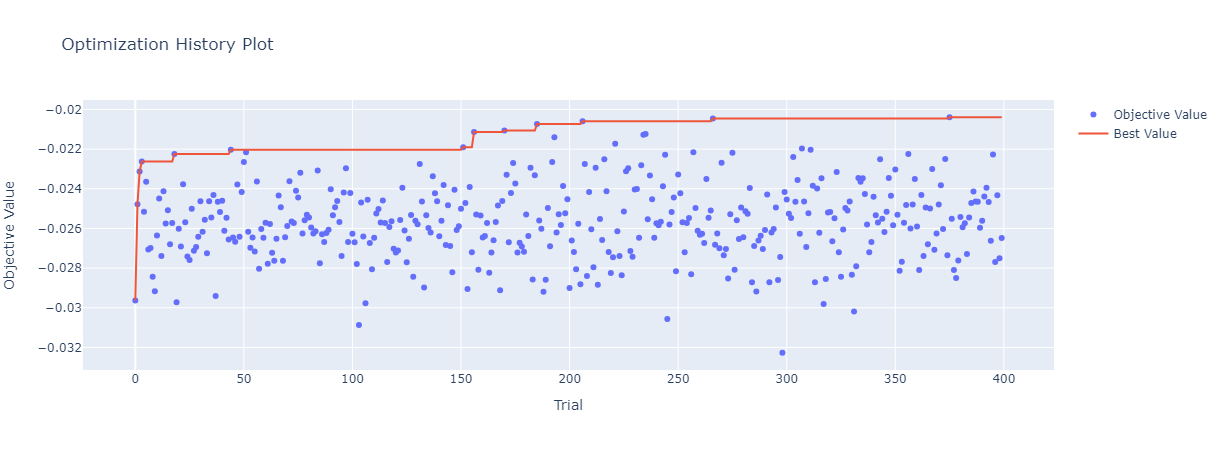 Optimization History Plot
Objective Value
−0.02
−0.022
−0.024
−0.026
−0.028
−0.03
−0.032
0 50 100 150 200 250 300 350 400
Trial
Objective Value
Best Value